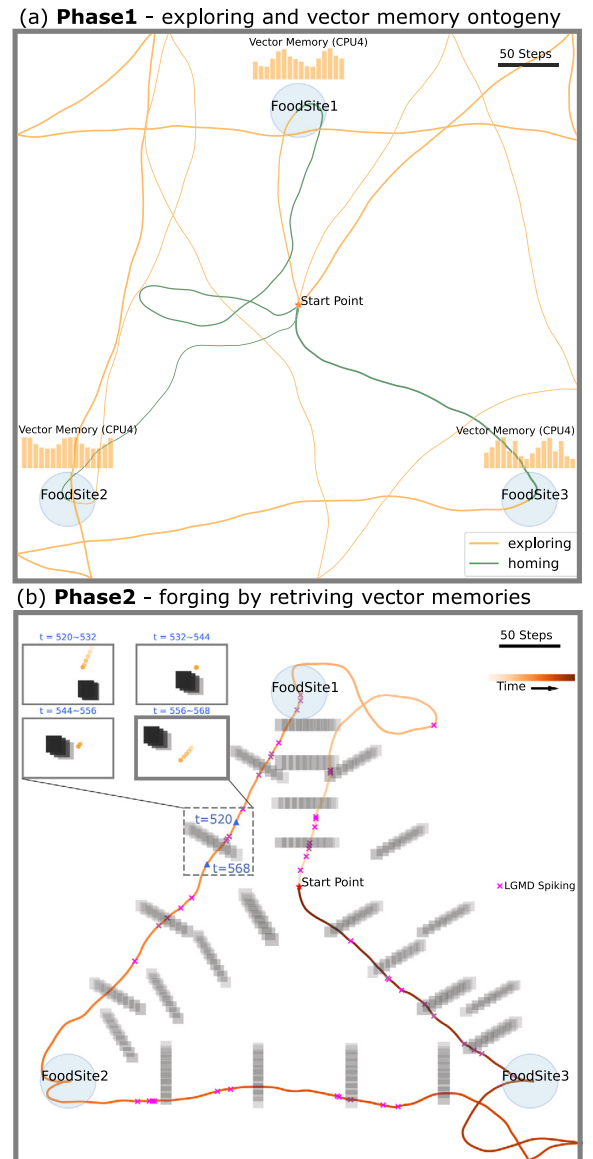 (a) Phase1 - exploring and vector memory ontogeny
Vector Memory (CPU4)
50 Steps
FoodSite1
Start Point
Vector Memory (CPU4)
Vector Memory (CPU4)
FoodSite2
FoodSite3
exploring
homing
(b) Phase2 - forging by retriving vector memories
t = 520~532
t = 532~544
50 Steps
FoodSite1
Time
t = 544~556
t = 556~568
t=520
t=568
Start Point
LGMD Spiking
FoodSite2
FoodSite3